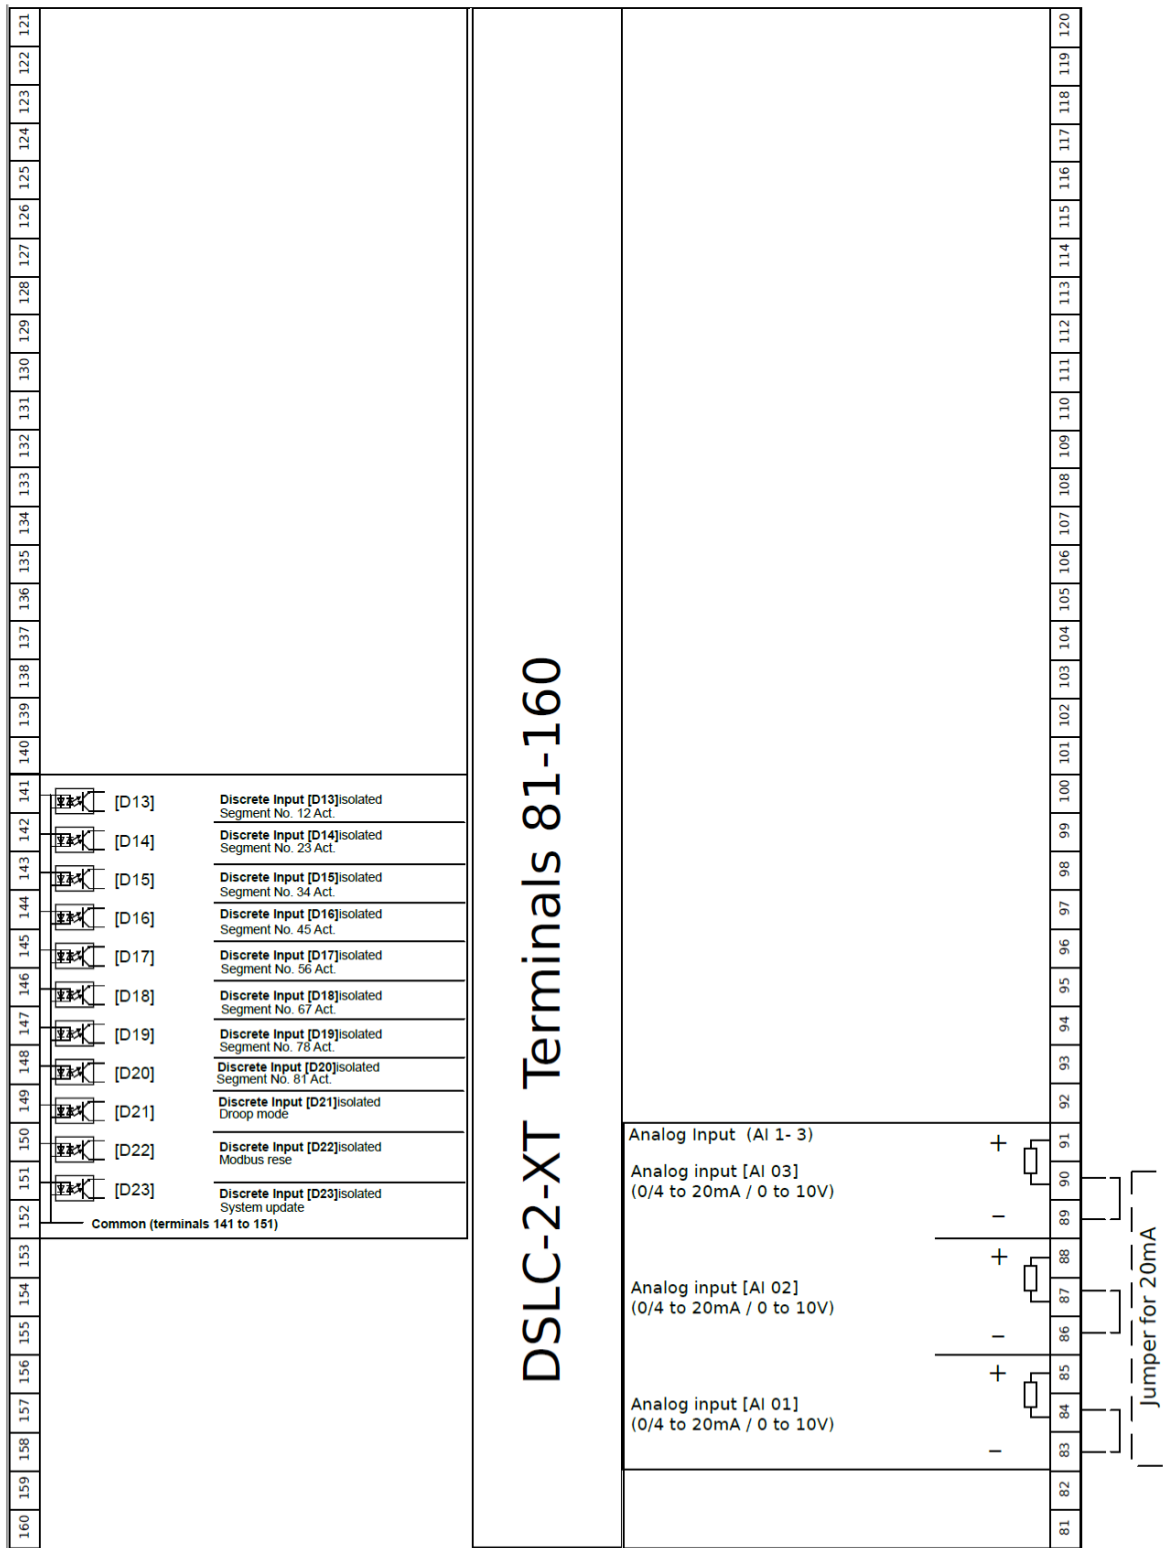 121
122
123
124
125
126
127
128
129
130
131
132
133
134
135
136
137
138
139
140
141
142
143
144
145
146
147
148
149
150
151
152
153
154
155
156
157
158
159
160
[D13]
Discrete Input [D13]isolated
Segment No. 12 Act.
[D14]
Discrete Input [D14]isolated
Segment No. 23 Act.
[D15]
Discrete Input [D15]isolated
Segment No. 34 Act.
[D16]
Discrete Input [D16]isolated
Segment No. 45 Act.
[D17]
Discrete Input [D17]isolated
Segment No. 56 Act.
[D18]
Discrete Input [D18]isolated
Segment No. 67 Act.
[D19]
Discrete Input [D19]isolated
Segment No. 78 Act.
[D20]
Discrete Input [D20]isolated
Segment No. 81 Act.
[D21]
Discrete Input [D21]isolated
Droop mode
[D22]
Discrete Input [D22]isolated
Modbus rese
[D23]
Discrete Input [D23]isolated
System update
Common (terminals 141 to 151)
DSLC-2-XT Terminals 81-160
Analog Input (AI 1- 3)
+
Analog input [AI 03]
(0/4 to 20mA / 0 to 10V)
−
+
Analog input [AI 02]
(0/4 to 20mA / 0 to 10V)
−
+
Analog input [AI 01]
(0/4 to 20mA / 0 to 10V)
−
120
119
118
117
116
115
114
113
112
111
110
109
108
107
106
105
104
103
102
101
100
99
98
97
96
95
94
93
92
91
90
89
88
87
86
85
84
83
82
81
Jumper for 20mA